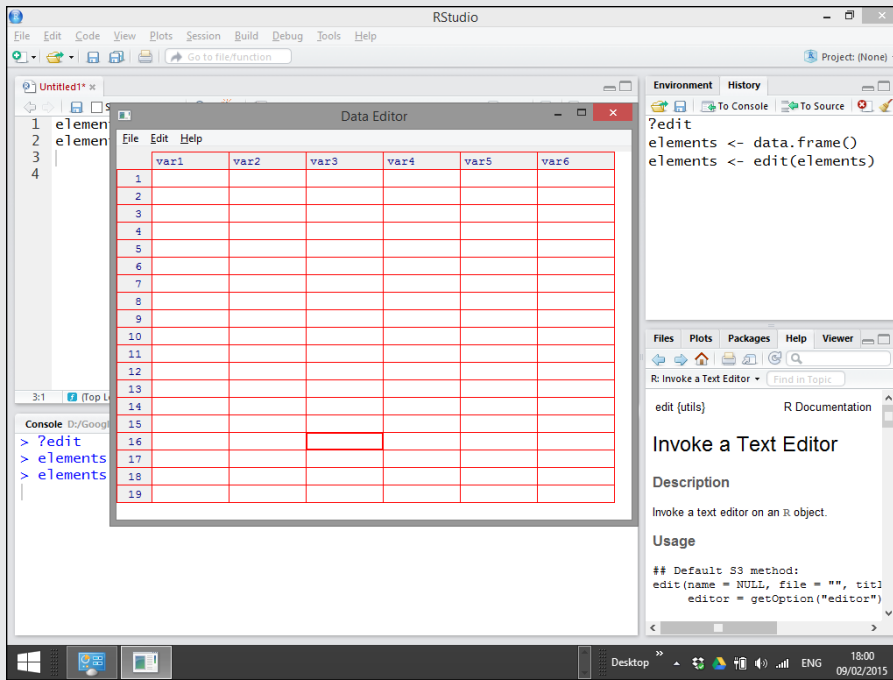 RStudio
File Edit Code View Plots Session Build Debug Tools Help
Go to file/function
Project: (None)
Untitled1*
1 elemen
2 elemen
3
4
3:1 (Top L
Console D:/Googl
> ?edit
> elements
> elements
Data Editor
File Edit Help
var1 var2 var3 var4 var5 var6
1
2
3
4
5
6
7
8
9
10
11
12
13
14
15
16
17
18
19
Environment History
To Console To Source
?edit
elements <- data.frame()
elements <- edit(elements)
Files Plots Packages Help Viewer
R: Invoke a Text Editor Find in Topic
edit {utils} R Documentation
Invoke a Text Editor
Description
Invoke a text editor on an R object.
Usage
## Default S3 method:
edit(name = NULL, file = "", titl
editor = getOption("editor")
Desktop ENG
18:00
09/02/2015